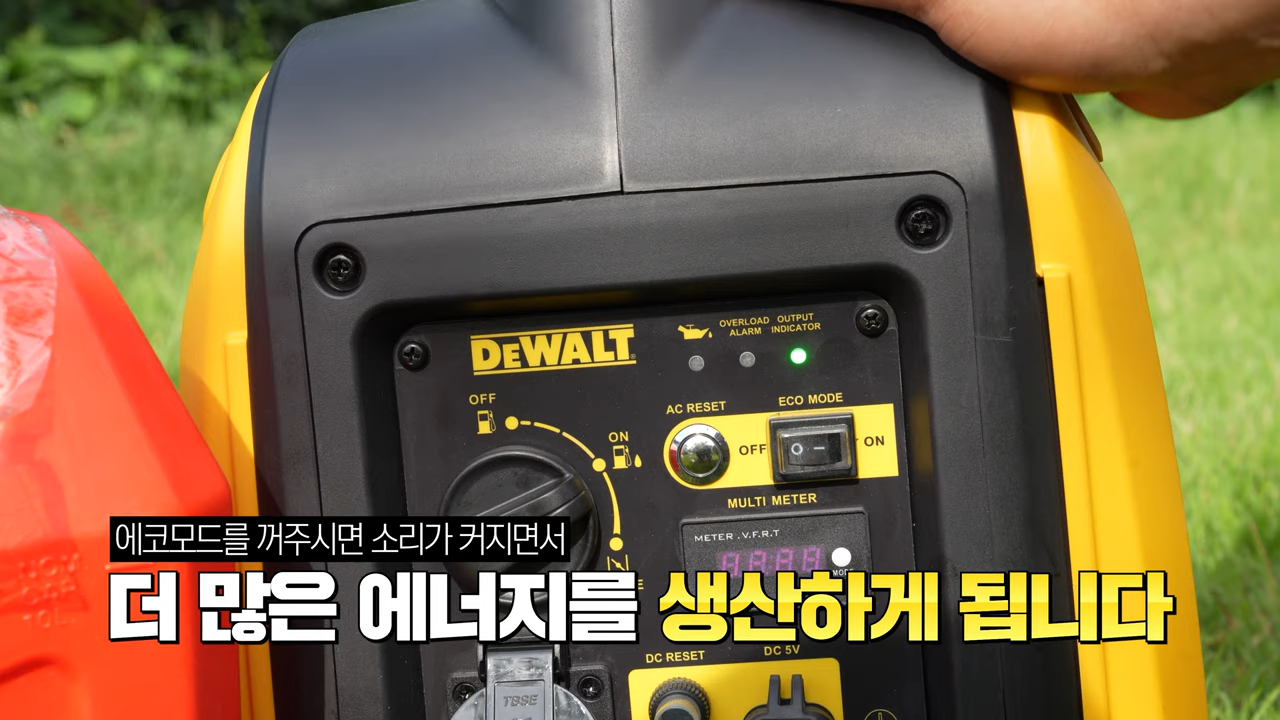 OVERLOAD ALARM
OUTPUT INDICATOR
DEWALT
OFF
ON
AC RESET
ECO MODE
OFF
ON
MULTI METER
METER .V.F.R.T
에코모드를 꺼주시면 소리가 커지면서
더 많은 에너지를 생산하게 됩니다
DC RESET
DC 5V
TBSE